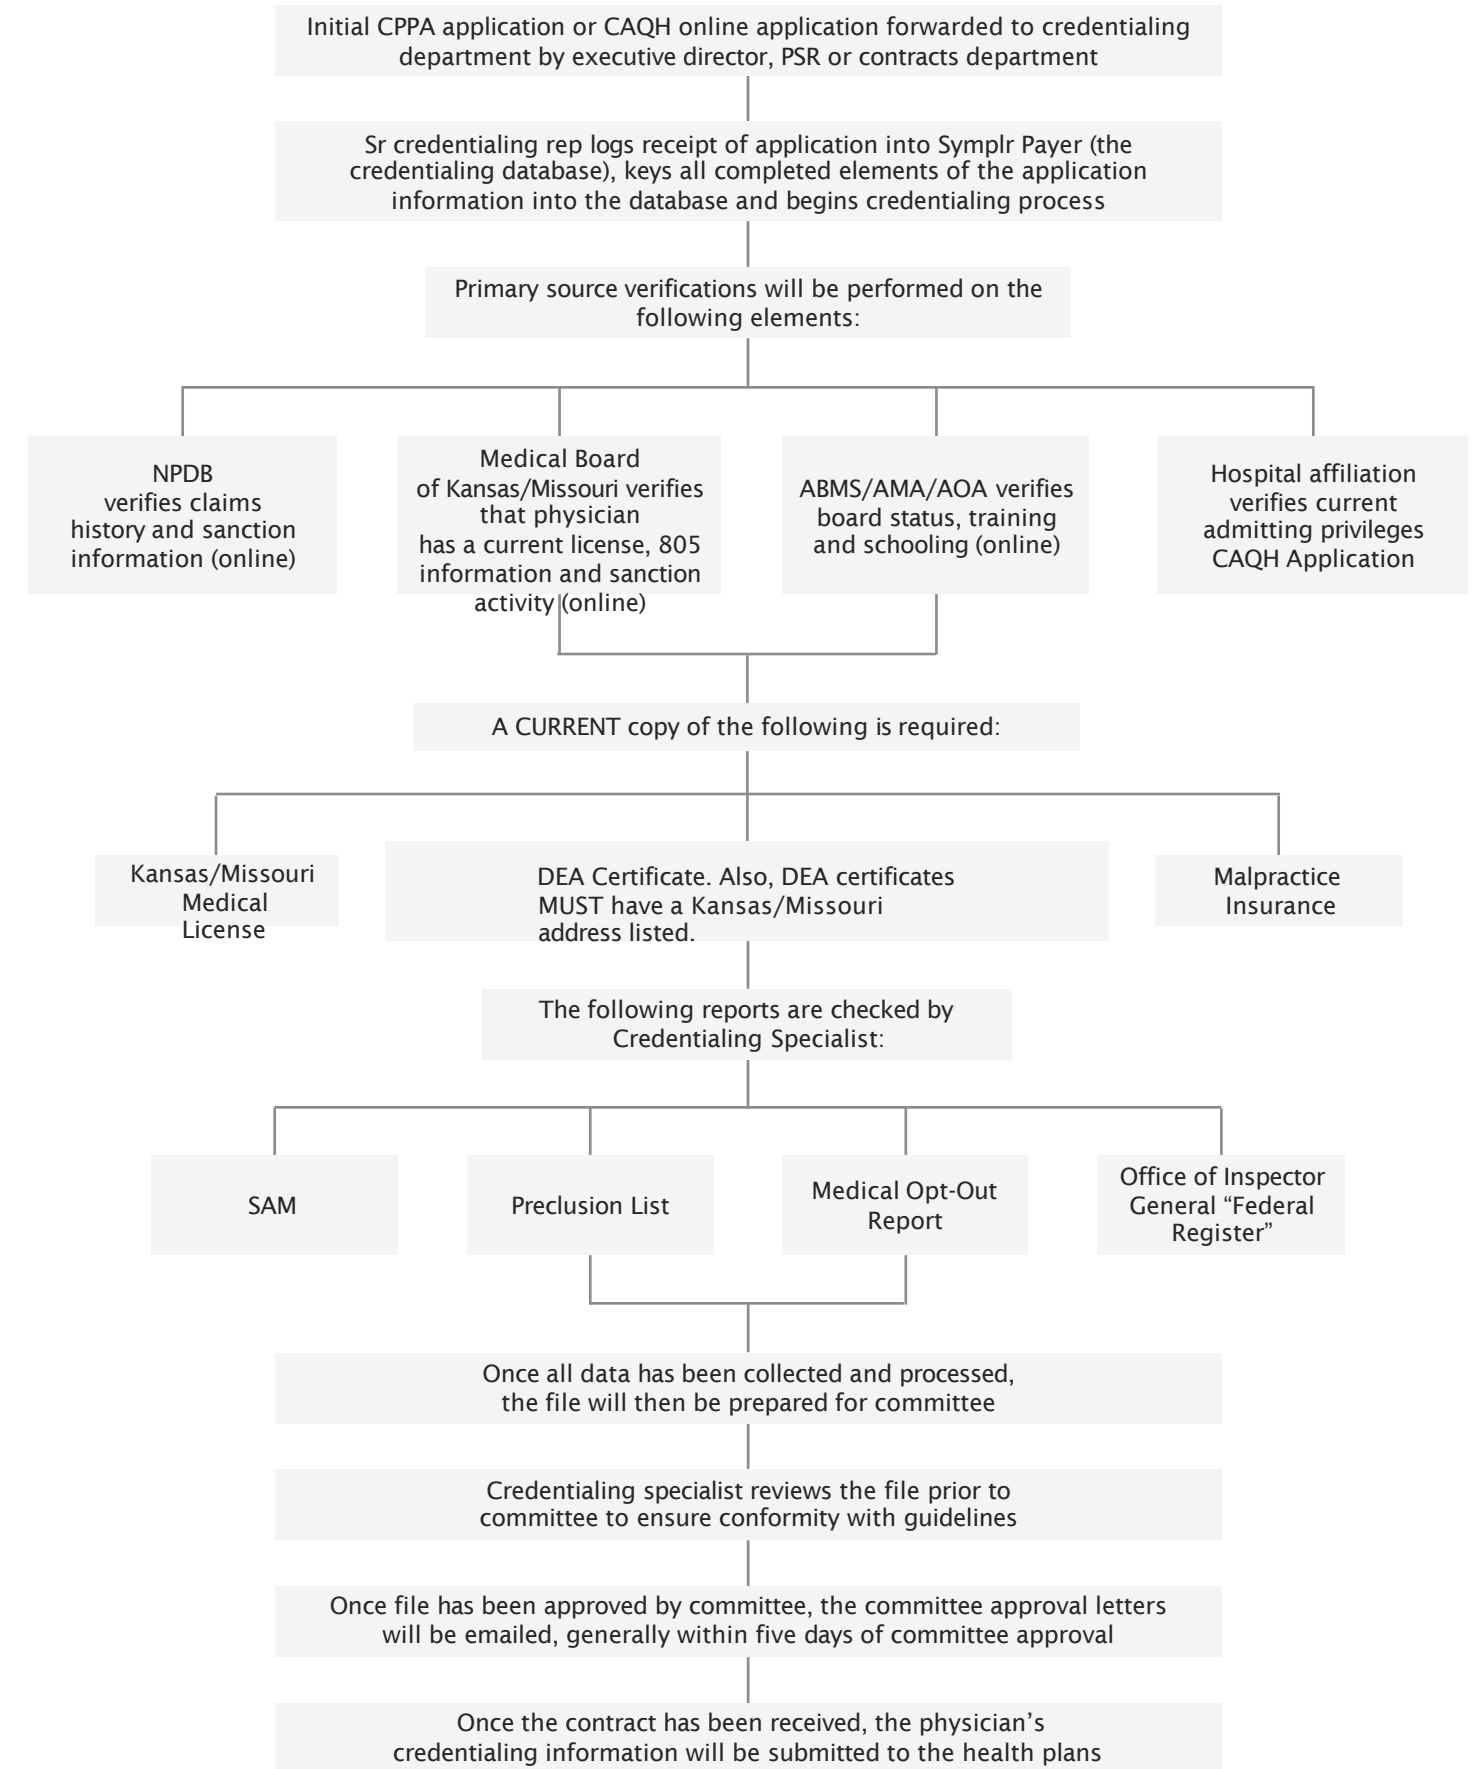 Initial CPPA application or CAQH online application forwarded to credentialing
department by executive director, PSR or contracts department
Sr credentialing rep logs receipt of application into Symplr Payer (the
credentialing database), keys all completed elements of the application
information into the database and begins credentialing process
Primary source verifications will be performed on the
following elements:
NPDB
verifies claims
history and sanction
information (online)
Medical Board
of Kansas/Missouri verifies
that physician
has a current license, 805
information and sanction
activity (online)
ABMS/AMA/AOA verifies
board status, training
and schooling (online)
Hospital affiliation
verifies current
admitting privileges
CAQH Application
A CURRENT copy of the following is required:
Kansas/Missouri
Medical
License
DEA Certificate. Also, DEA certificates
MUST have a Kansas/Missouri
address listed.
Malpractice
Insurance
The following reports are checked by
Credentialing Specialist:
SAM
Preclusion List
Medical Opt-Out
Report
Office of Inspector
General “Federal
Register”
Once all data has been collected and processed,
the file will then be prepared for committee
Credentialing specialist reviews the file prior to
committee to ensure conformity with guidelines
Once file has been approved by committee, the committee approval letters
will be emailed, generally within five days of committee approval
Once the contract has been received, the physician’s
credentialing information will be submitted to the health plans